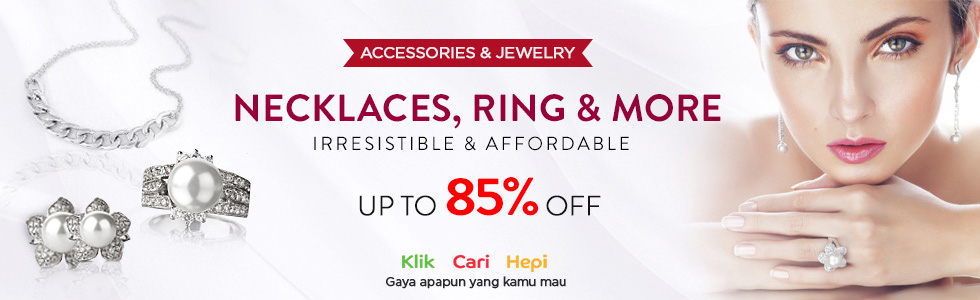 ACCESSORIES & JEWELRY
NECKLACES, RING & MORE
IRRESISTIBLE & AFFORDABLE
UP TO 85% OFF
Klik Cari Hepi
Gaya apapun yang kamu mau